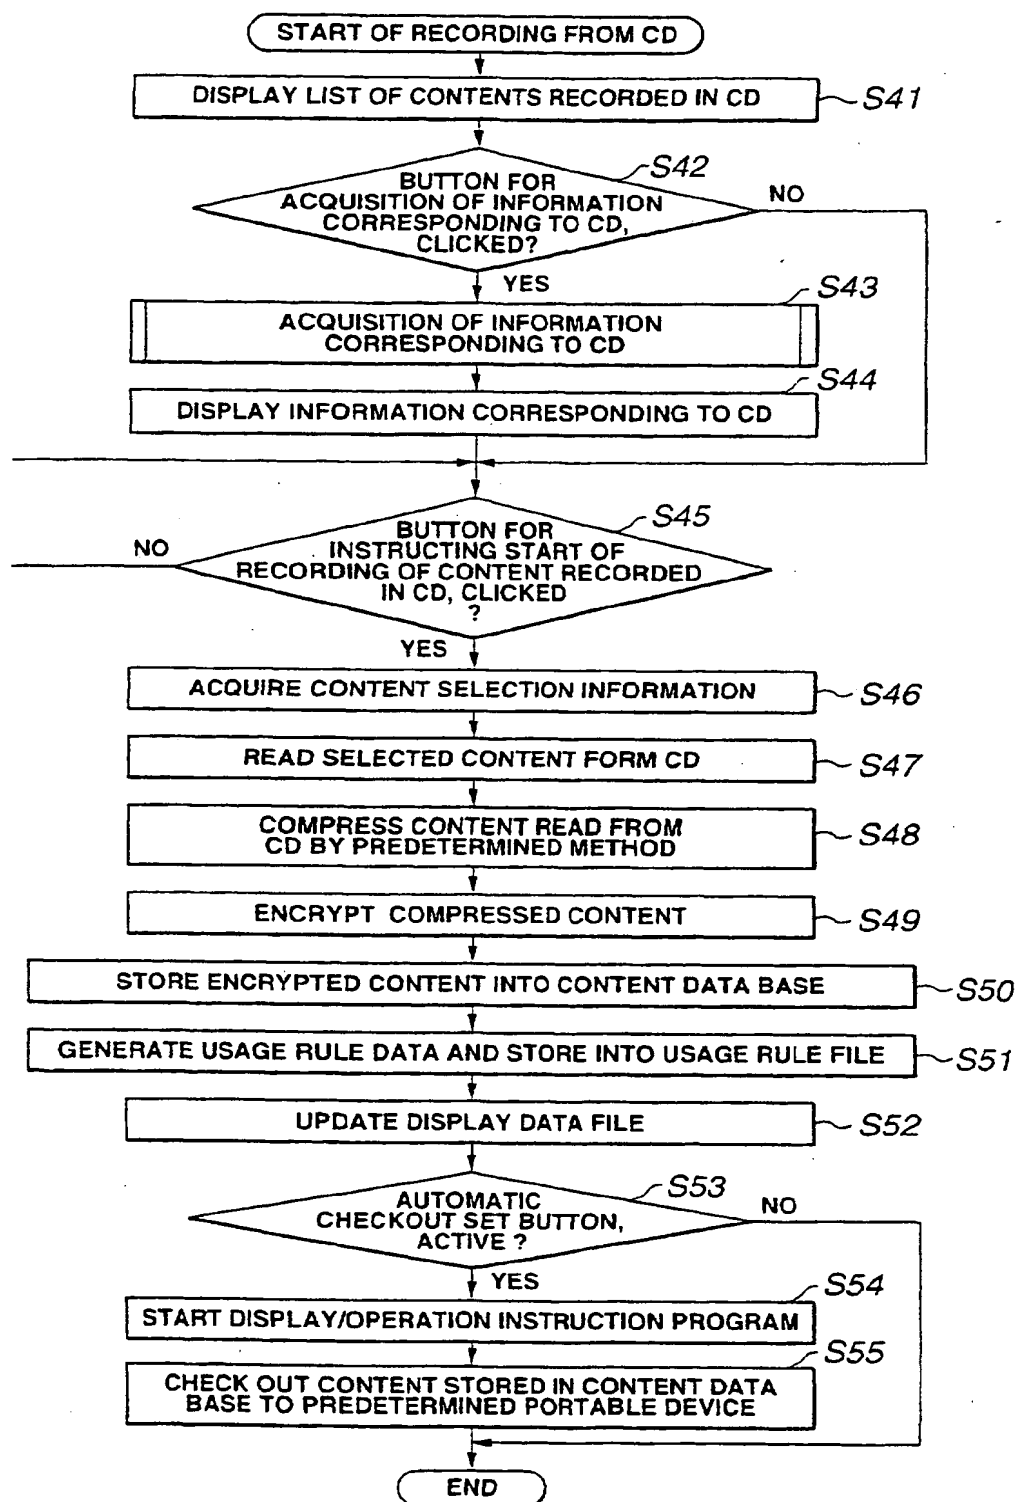 START OF RECORDING FROM CD
DISPLAY LIST OF CONTENTS RECORDED IN CD
S41
S42
BUTTON FOR
ACQUISITION OF INFORMATION
CORRESPONDING TO CD,
CLICKED?
NO
YES
S43
ACQUISITION OF INFORMATION
CORRESPONDING TO CD
S44
DISPLAY INFORMATION CORRESPONDING TO CD
S45
BUTTON FOR
INSTRUCTING START OF
RECORDING OF CONTENT RECORDED
IN CD, CLICKED
?
NO
YES
ACQUIRE CONTENT SELECTION INFORMATION
S46
READ SELECTED CONTENT FORM CD
S47
COMPRESS CONTENT READ FROM
CD BY PREDETERMINED METHOD
S48
ENCRYPT COMPRESSED CONTENT
S49
STORE ENCRYPTED CONTENT INTO CONTENT DATA BASE
S50
GENERATE USAGE RULE DATA AND STORE INTO USAGE RULE FILE
S51
UPDATE DISPLAY DATA FILE
S52
S53
AUTOMATIC
CHECKOUT SET BUTTON,
ACTIVE ?
NO
YES
S54
START DISPLAY/OPERATION INSTRUCTION PROGRAM
S55
CHECK OUT CONTENT STORED IN CONTENT DATA
BASE TO PREDETERMINED PORTABLE DEVICE
END